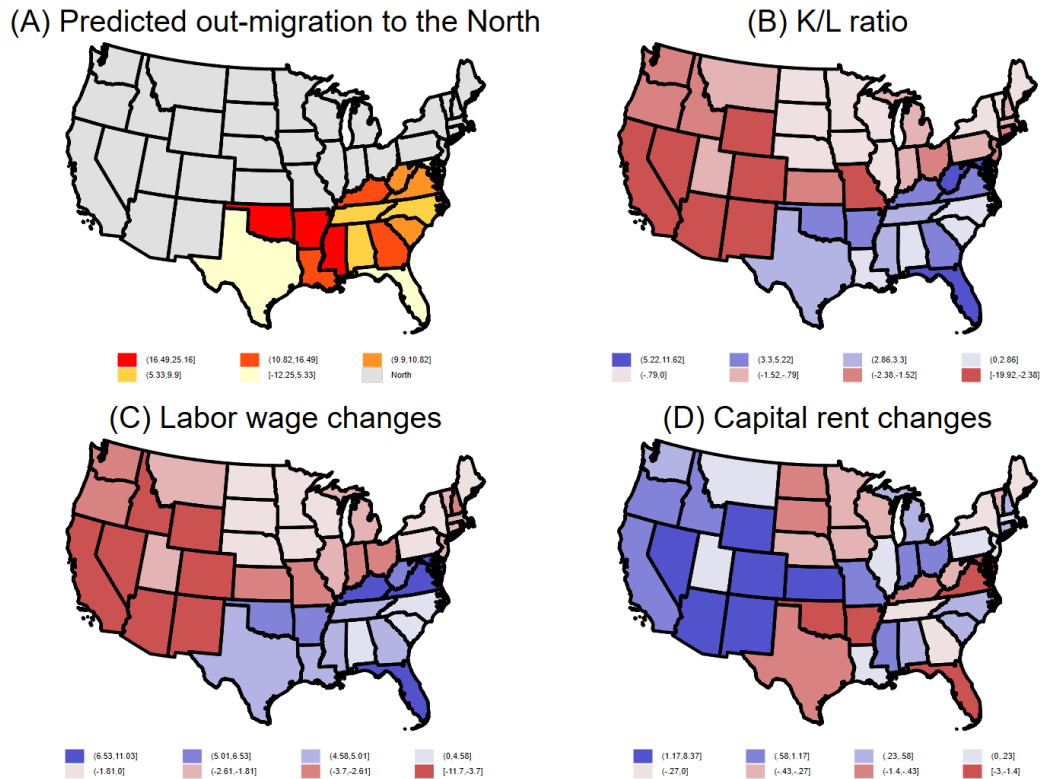 (A) Predicted out-migration to the North
(B) K/L ratio
(16.49,25.16] (10.82,16.49] (9.9,10.82]
(5.33,9.9] [-12.25,5.33] North
(5.22,11.62] (3.3,5.22] (2.86,3.3] (0,2.86]
(-.79,0] (-1.52,-.79] (-2.38,-1.52] [-19.92,-2.38]
(C) Labor wage changes
(D) Capital rent changes
(6.53,11.03] (5.01,6.53] (4.58,5.01] (0,4.58]
(-1.81,0] (-2.61,-1.81] (-3.7,-2.61] [-11.7,-3.7]
(1.17,8.37] (.58,1.17] (.23,.58] (0,.23]
(-.27,0] (-.43,-.27] (-1.4,-.43] [-3,-1.4]